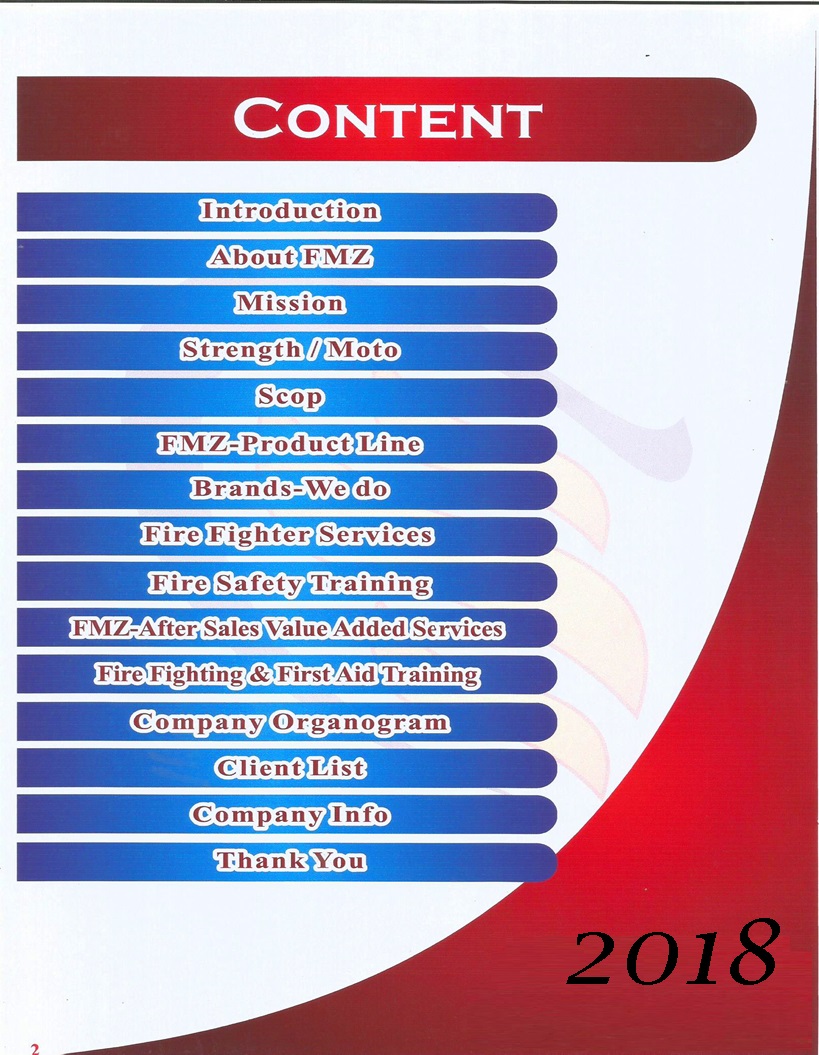 CONTENT
Introduction
About FMZ
Mission
Strength / Moto
Scop
FMZ-Product Line
Brands-We do
Fire Fighter Services
Fire Safety Training
FMZ-After Sales Value Added Services
Fire Fighting & First Aid Training
Company Organogram
Client List
Company Info
Thank You
2018
2